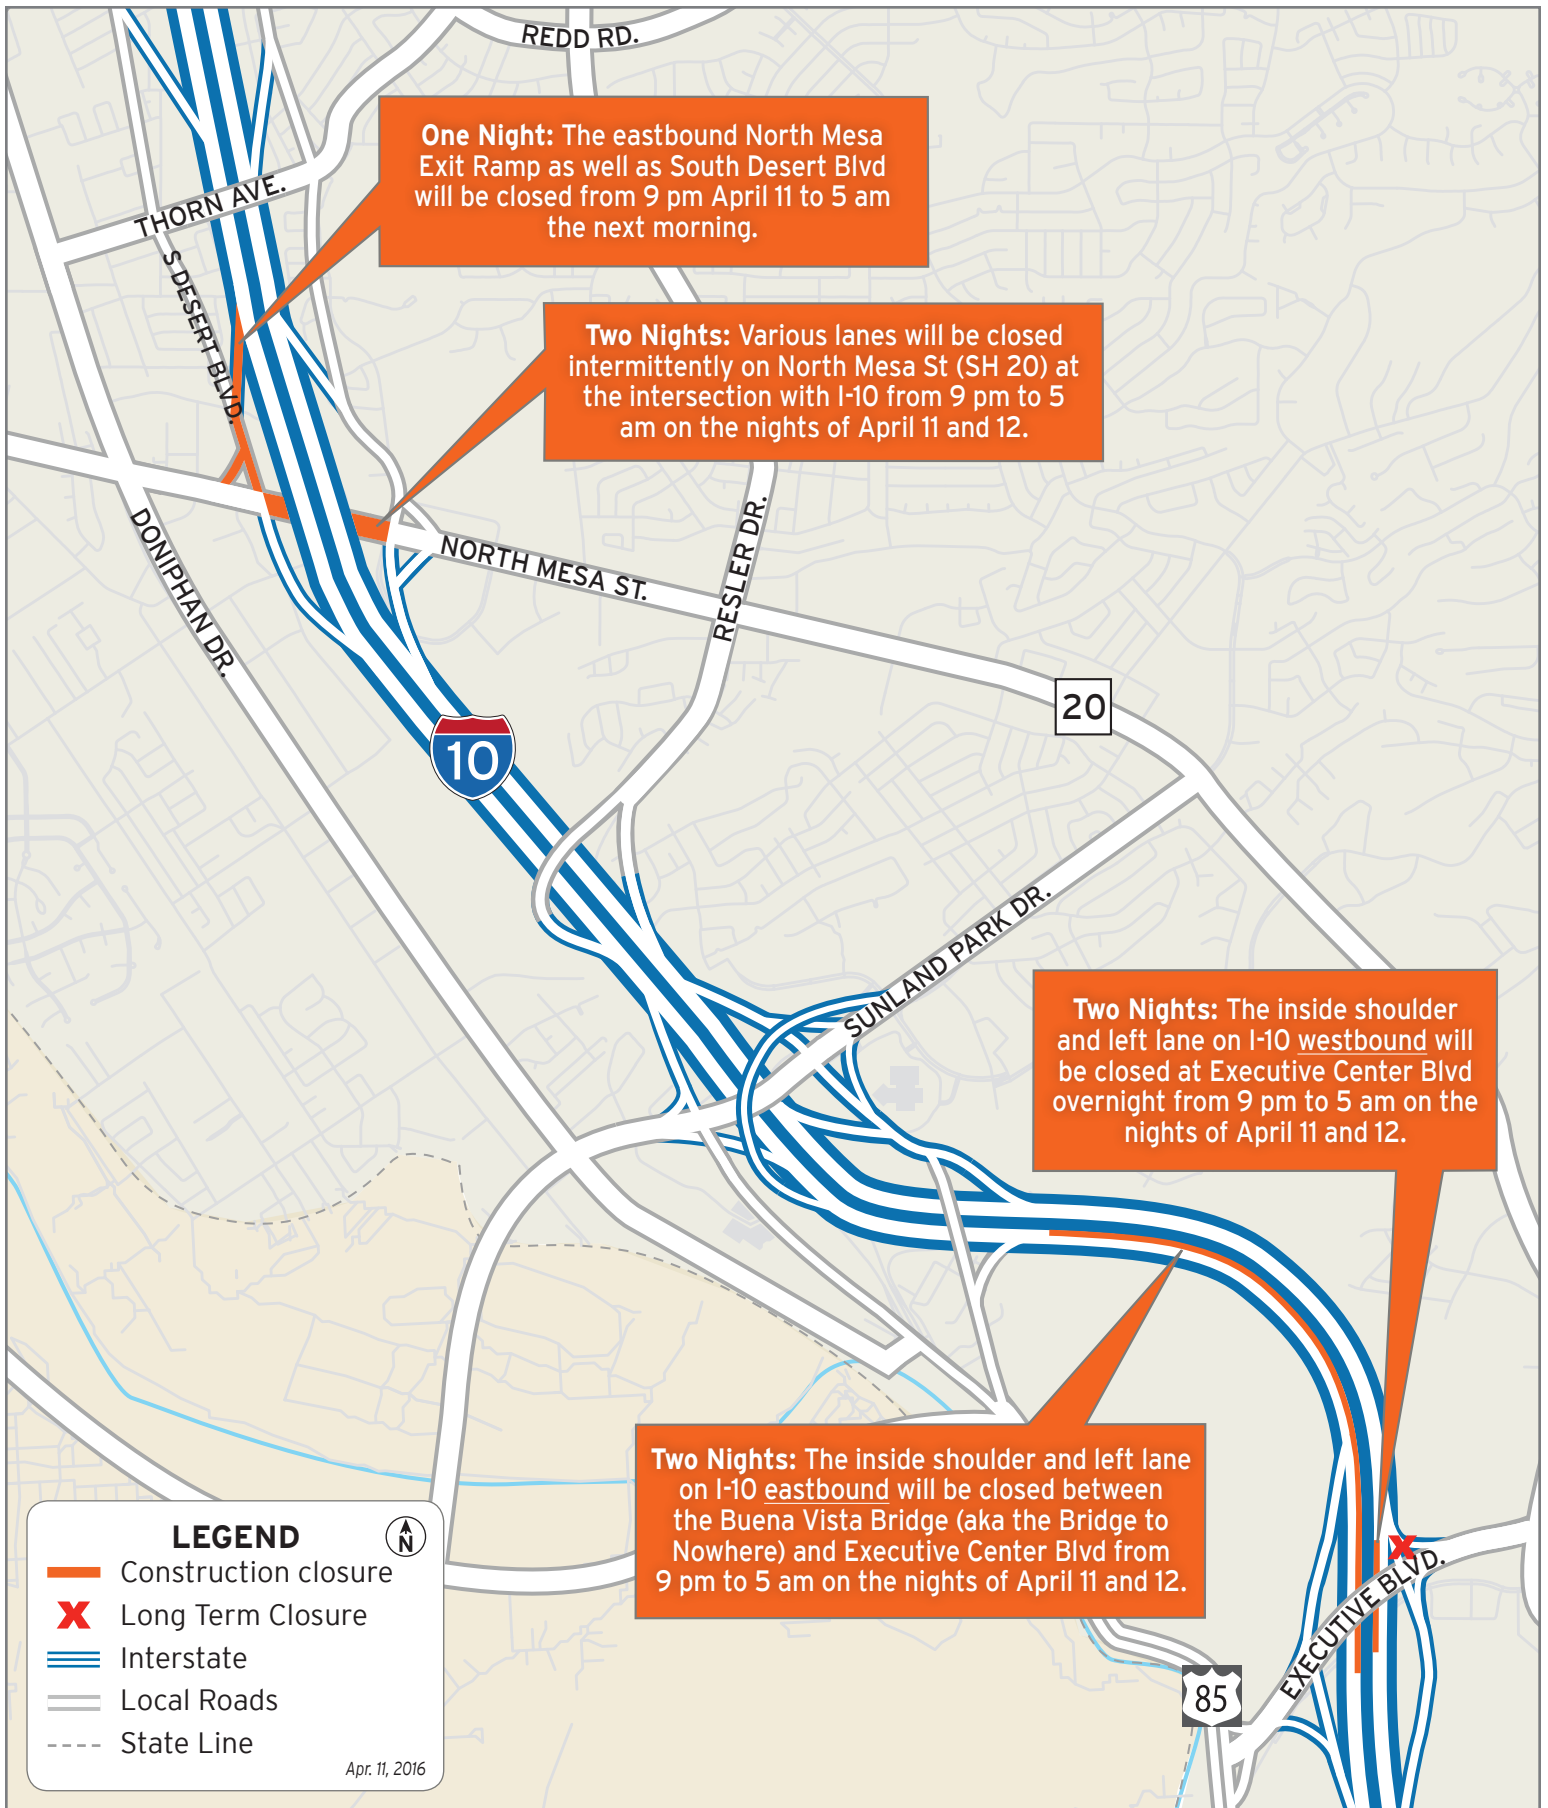 REDD RD.
One Night: The eastbound North Mesa
Exit Ramp as well as South Desert Blvd
will be closed from 9 pm April 11 to 5 am
the next morning.
THORN AVE.
S DESERT BLVD.
Two Nights: Various lanes will be closed
intermittently on North Mesa St (SH 20) at
the intersection with I-10 from 9 pm to 5
am on the nights of April 11 and 12.
DONIPHAN DR.
NORTH MESA ST.
RESLER DR.
20
10
SUNLAND PARK DR.
Two Nights: The inside shoulder
and left lane on I-10 westbound will
be closed at Executive Center Blvd
overnight from 9 pm to 5 am on the
nights of April 11 and 12.
Two Nights: The inside shoulder and left lane
on I-10 eastbound will be closed between
the Buena Vista Bridge (aka the Bridge to
Nowhere) and Executive Center Blvd from
9 pm to 5 am on the nights of April 11 and 12.
EXECUTIVE BLVD.
85
LEGEND
N
Construction closure
X Long Term Closure
Interstate
Local Roads
State Line
Apr. 11, 2016
X